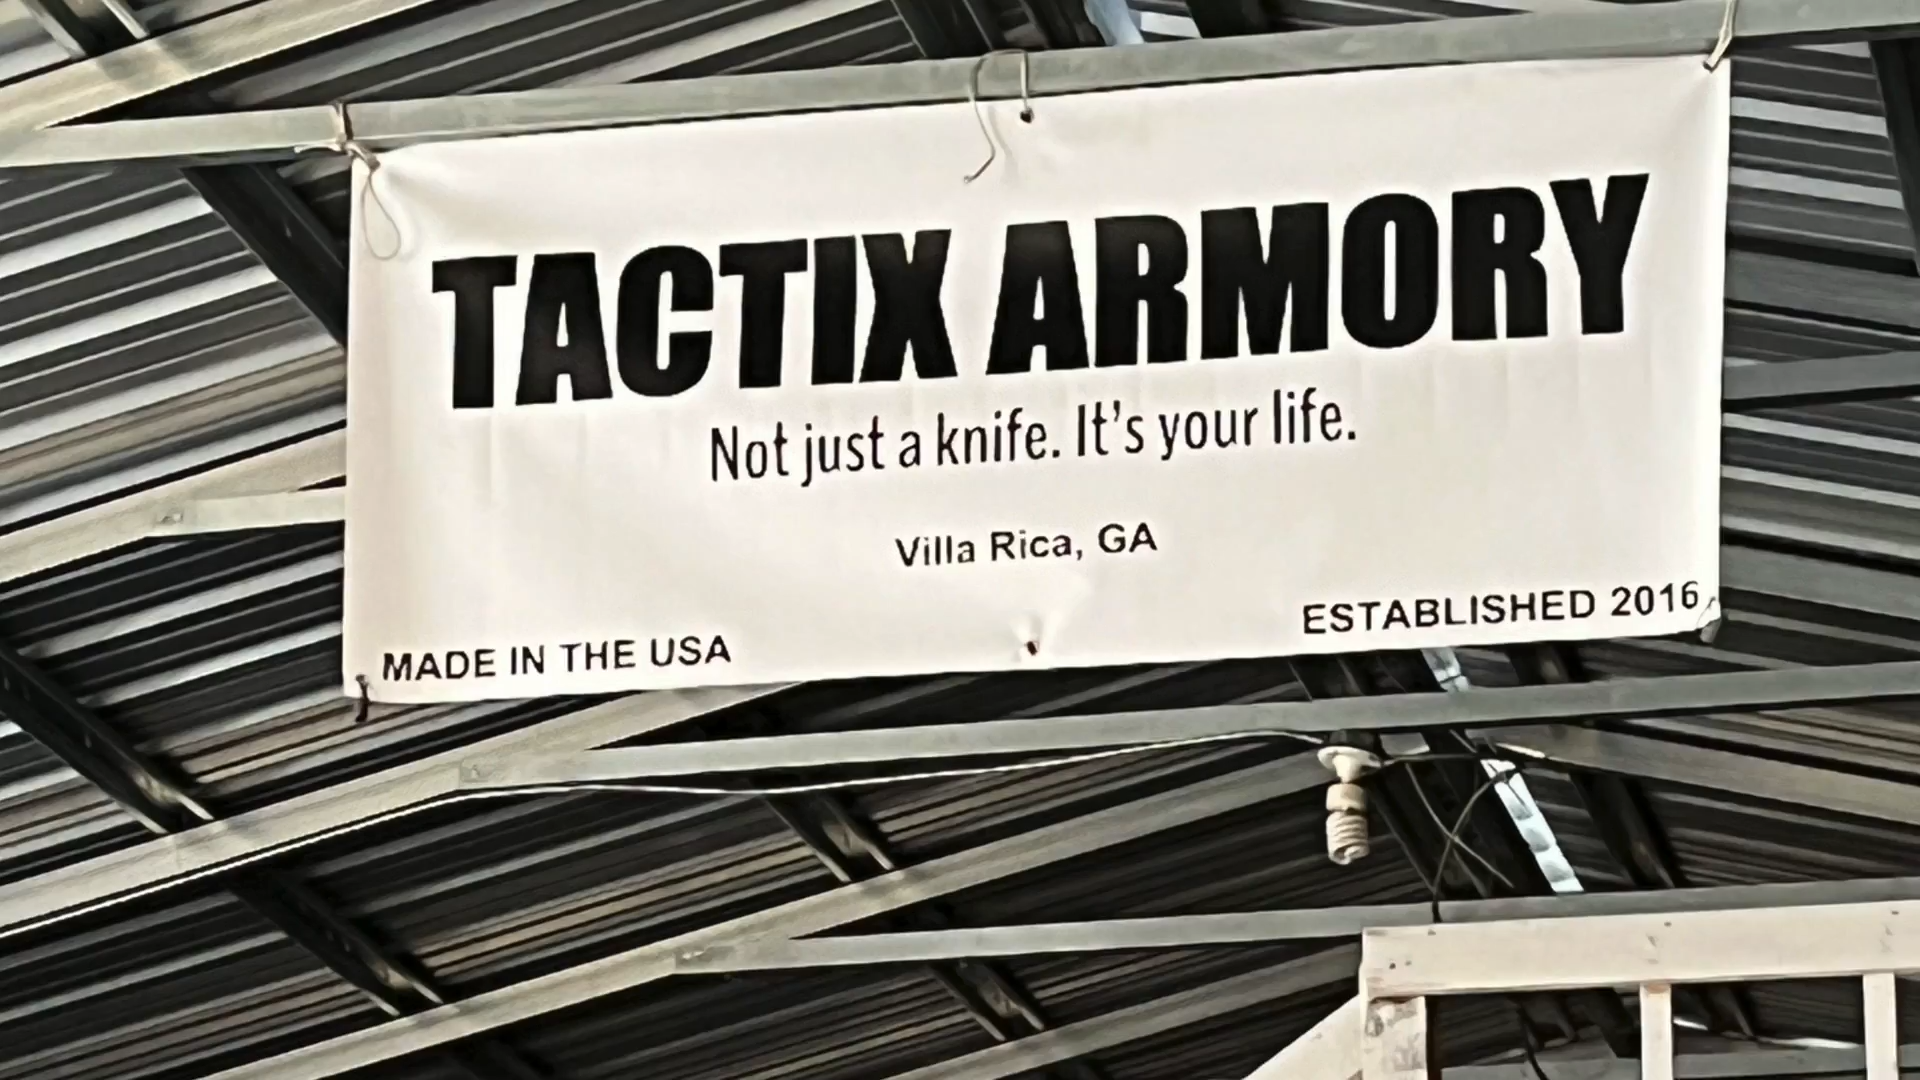 TACTIX ARMORY
Not just a knife. It's your life.
Villa Rica, GA
MADE IN THE USA
ESTABLISHED 2016